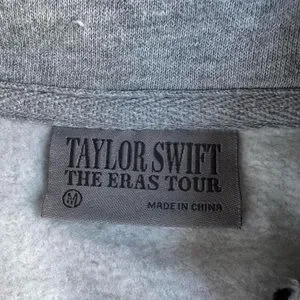 TAYLOR SWIFT
THE ERAS TOUR
M
MADE IN CHINA